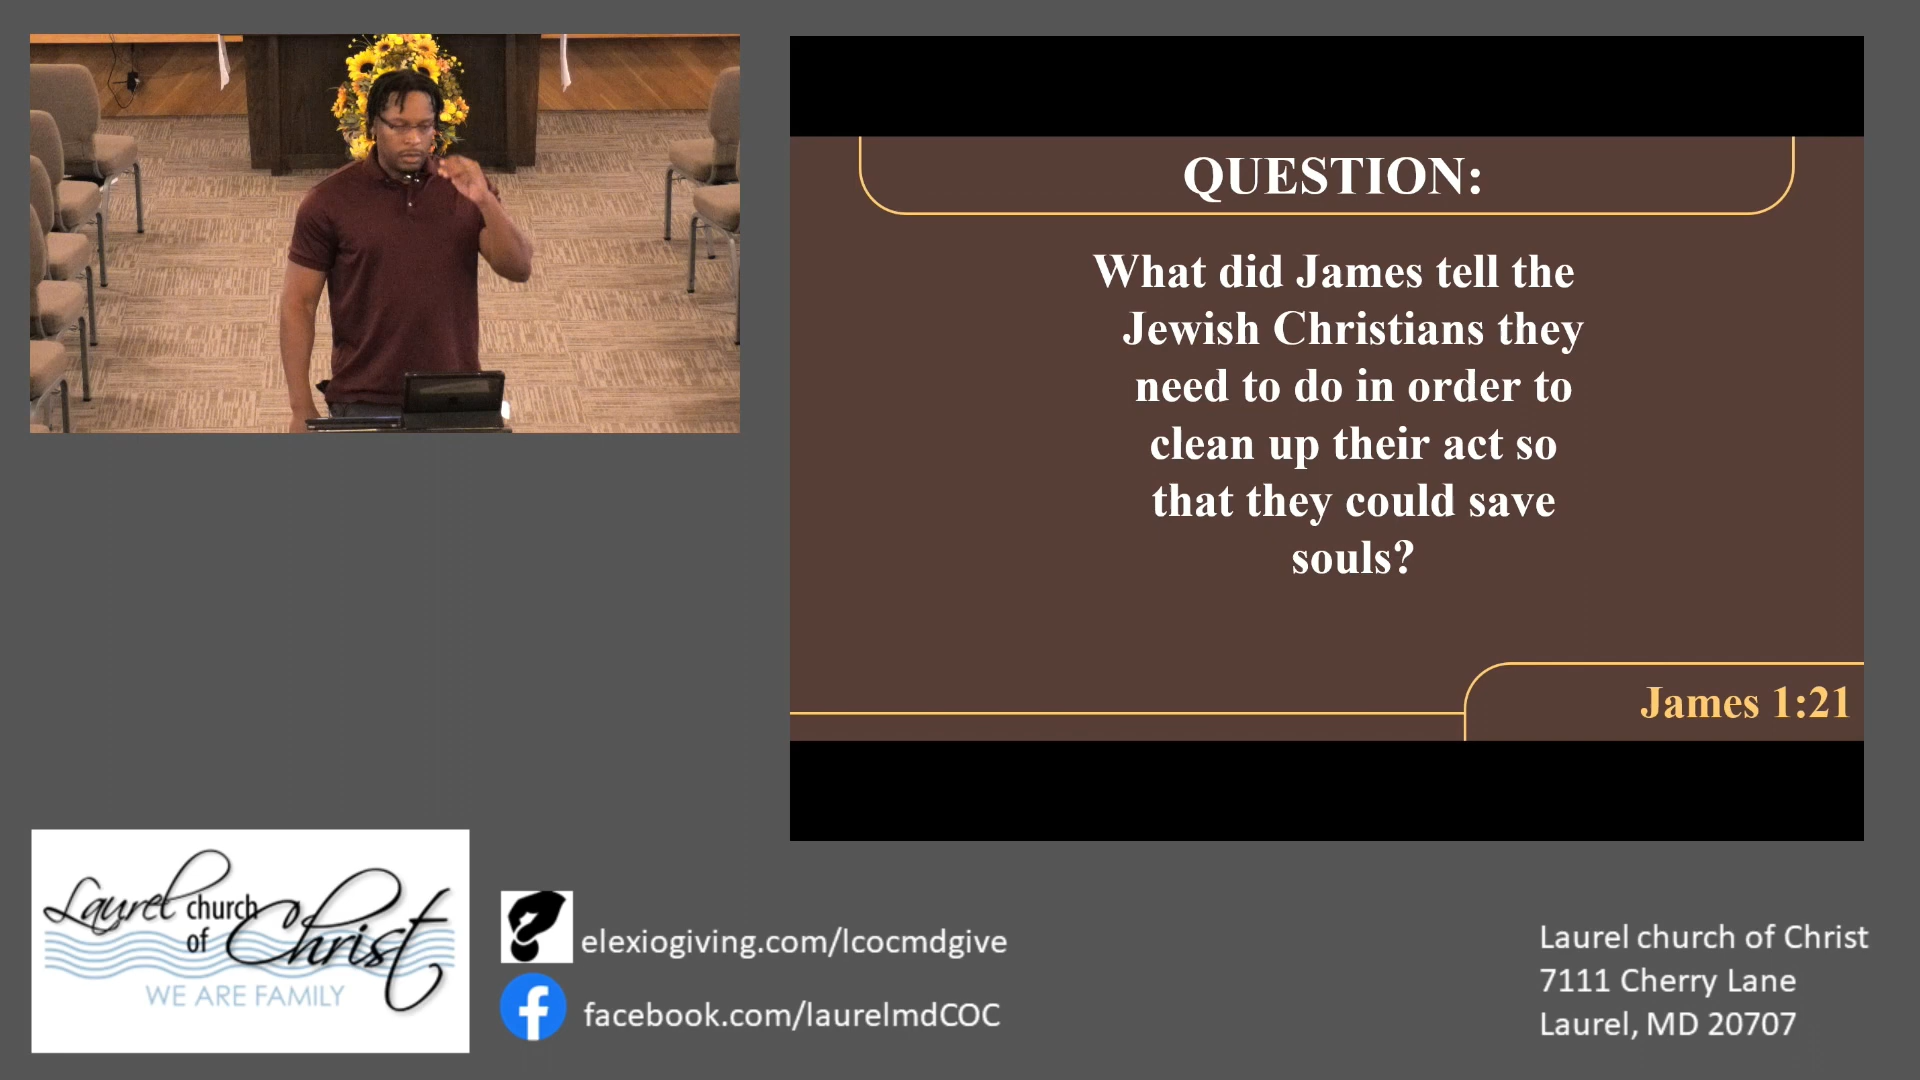 QUESTION:
What did James tell the
Jewish Christians they
need to do in order to
clean up their act so
that they could save
souls?
James 1:21
Laurel church
of Christ
WE ARE FAMILY
elexiogiving.com/lcocmdgive
facebook.com/laurelmdCOC
Laurel church of Christ
7111 Cherry Lane
Laurel, MD 20707